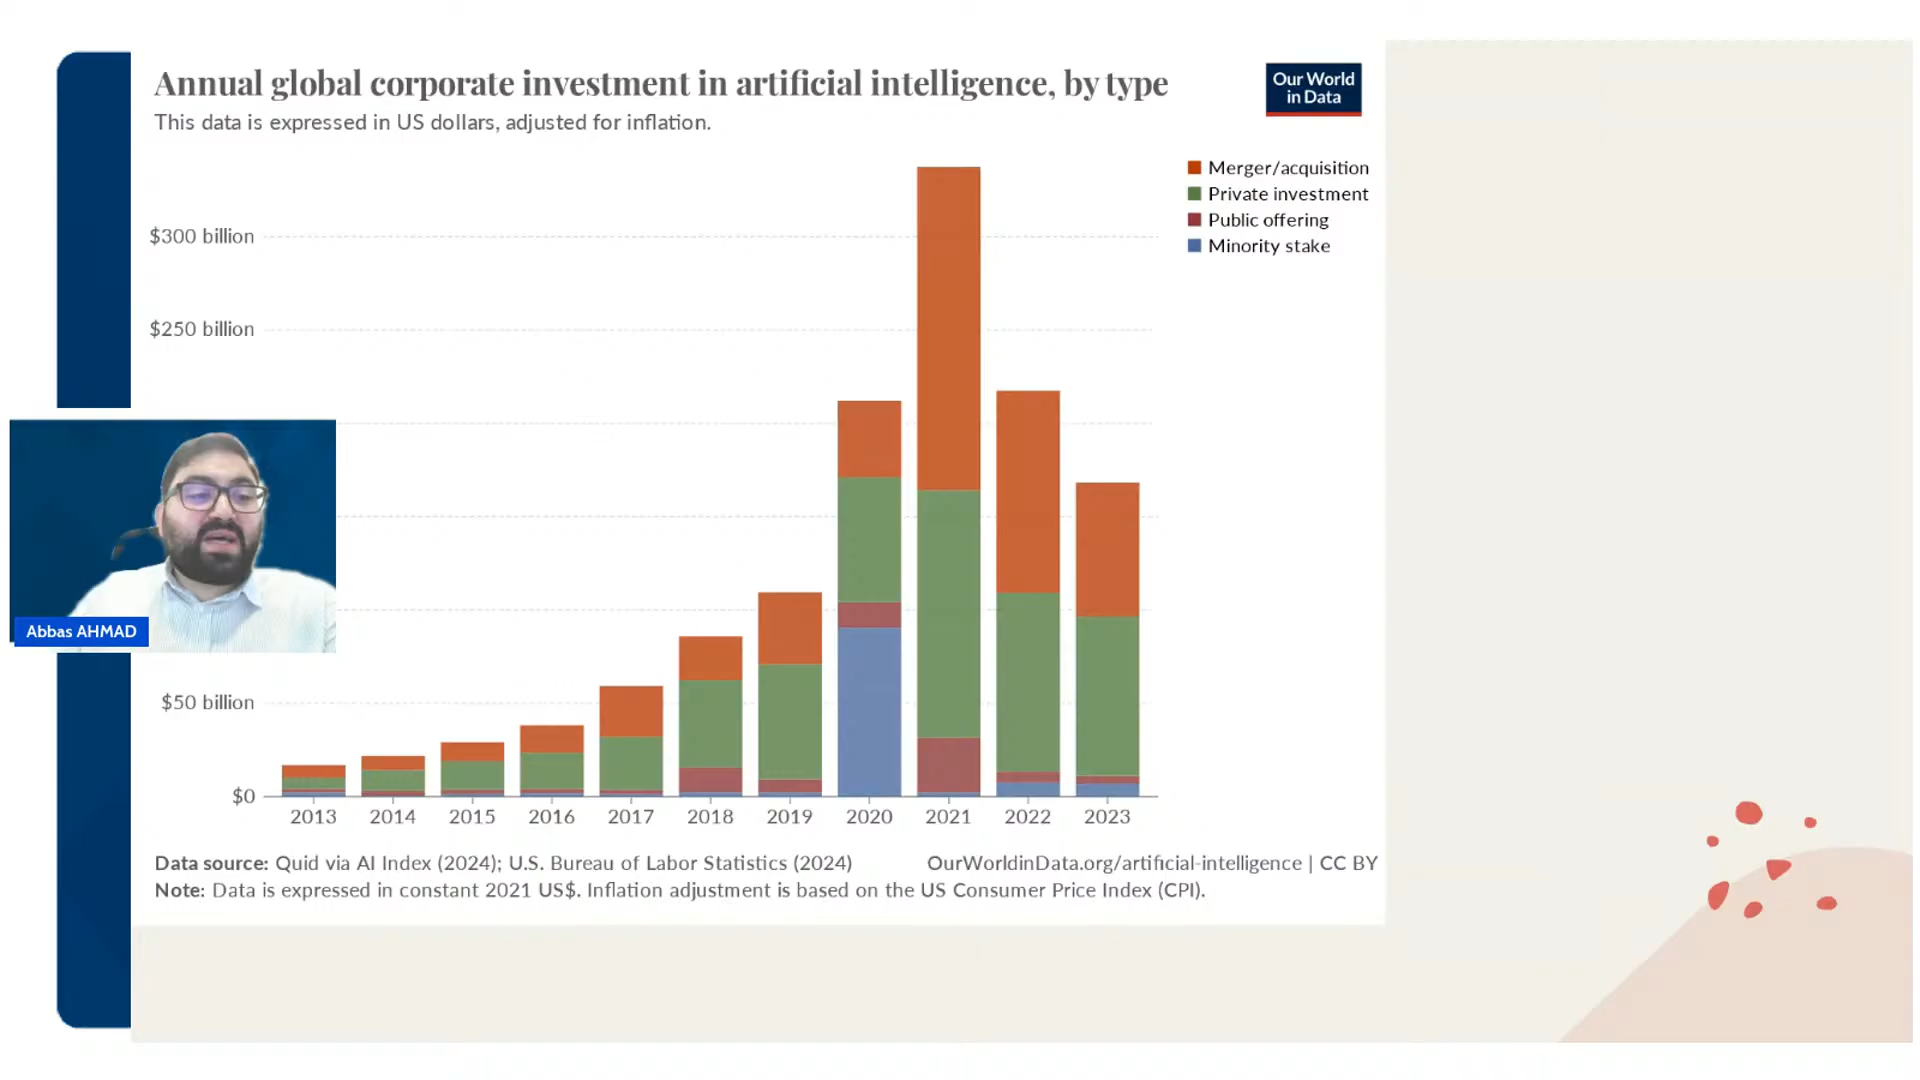 Annual global corporate investment in artificial intelligence, by type
This data is expressed in US dollars, adjusted for inflation.
Our World
in Data
Merger/acquisition
Private investment
Public offering
Minority stake
$300 billion
$250 billion
Abbas AHMAD
$50 billion
$0
2013 2014 2015 2016 2017 2018 2019 2020 2021 2022 2023
Data source: Quid via AI Index (2024); U.S. Bureau of Labor Statistics (2024) OurWorldinData.org/artificial-intelligence | CC BY
Note: Data is expressed in constant 2021 US$. Inflation adjustment is based on the US Consumer Price Index (CPI).